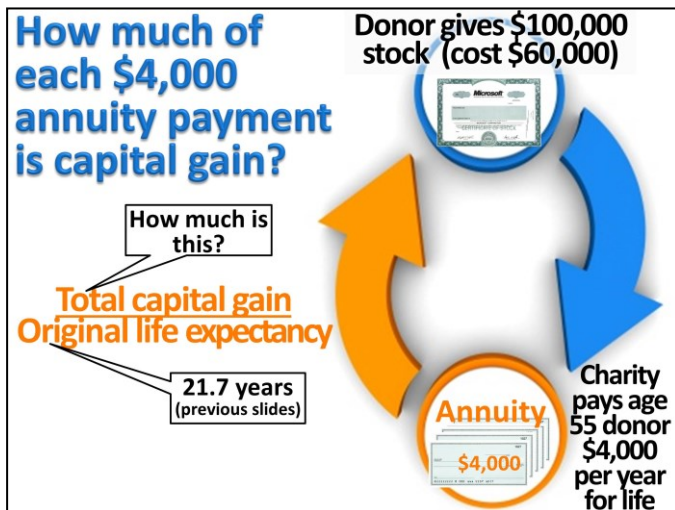 How much of
each $4,000
annuity payment
is capital gain?
Donor gives $100,000
stock (cost $60,000)
Microsoft
How much is
this?
Total capital gain
Original life expectancy
21.7 years
(previous slides)
Annuity
$4,000
Charity
pays age
55 donor
$4,000
per year
for life